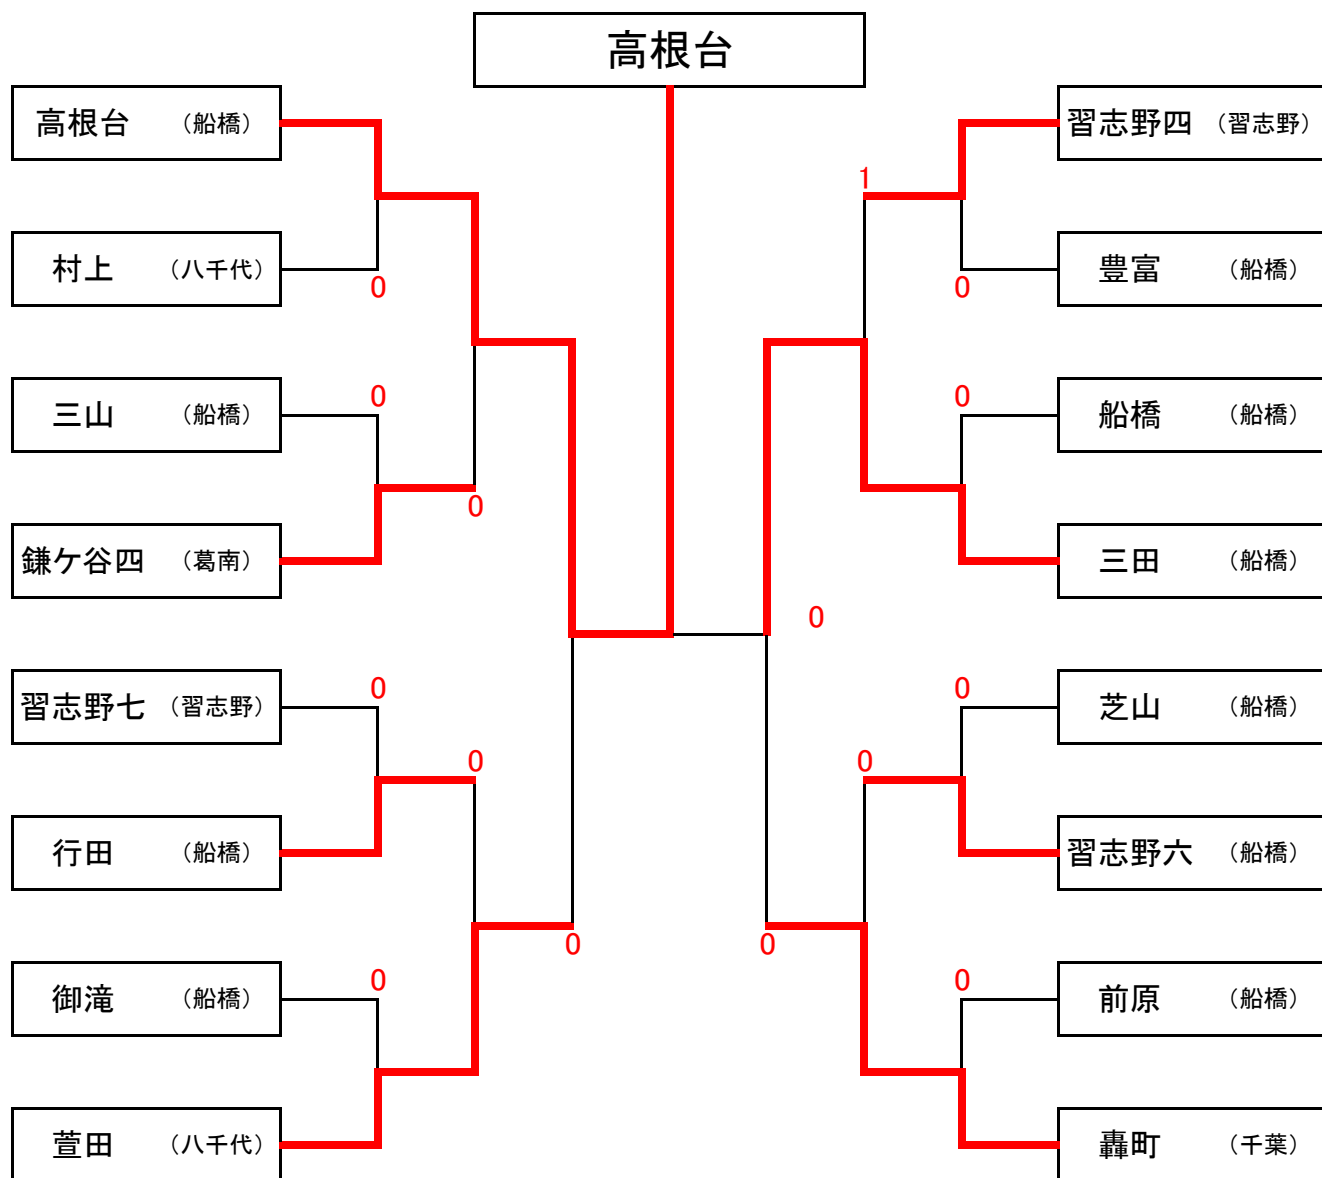 高根台
高根台 （船橋）
習志野四 （習志野）
1
村上 （八千代）
0
0
豊富 （船橋）
三山 （船橋）
0
0
船橋 （船橋）
0
鎌ケ谷四 （葛南）
三田 （船橋）
0
習志野七 （習志野）
0
0
芝山 （船橋）
0
0
行田 （船橋）
習志野六 （船橋）
0
0
御滝 （船橋）
0
0
前原 （船橋）
萱田 （八千代）
轟町 （千葉）